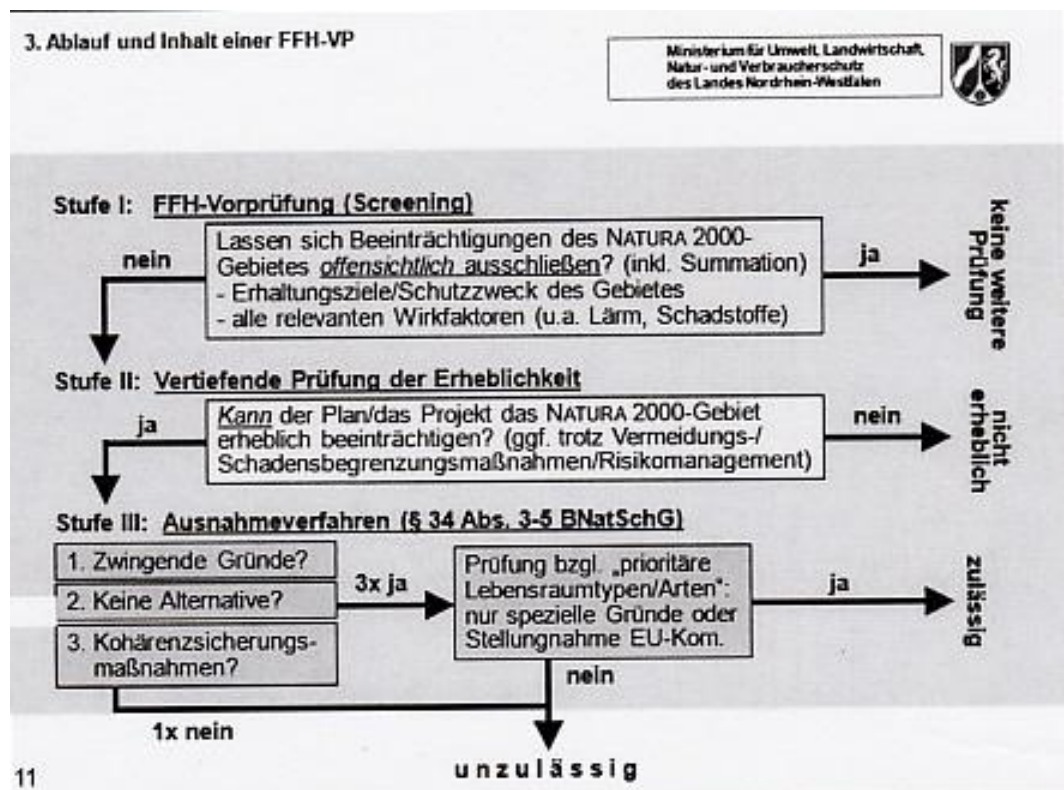 3. Ablauf und Inhalt einer FFH-VP
Ministerium für Umwelt, Landwirtschaft,
Natur- und Verbraucherschutz
des Landes Nordrhein-Westfalen
Stufe I: FFH-Vorprüfung (Screening)
Lassen sich Beeinträchtigungen des NATURA 2000-
Gebietes offensichtlich ausschließen? (inkl. Summation)
- Erhaltungsziele/Schutzzweck des Gebietes
- alle relevanten Wirkfaktoren (u.a. Lärm, Schadstoffe)
nein
ja
keine weitere
Prüfung
Stufe II: Vertiefende Prüfung der Erheblichkeit
Kann der Plan/das Projekt das NATURA 2000-Gebiet
erheblich beeinträchtigen? (ggf. trotz Vermeidungs-/
Schadensbegrenzungsmaßnahmen/Risikomanagement)
ja
nein
nicht
erheblich
Stufe III: Ausnahmeverfahren (§ 34 Abs. 3-5 BNatSchG)
1. Zwingende Gründe?
2. Keine Alternative?
3. Kohärenzsicherungs-
maßnahmen?
3x ja
Prüfung bzgl. „prioritäre
Lebensraumtypen/Arten“:
nur spezielle Gründe oder
Stellungnahme EU-Kom.
ja
zulässig
nein
1x nein
unzulässig
11